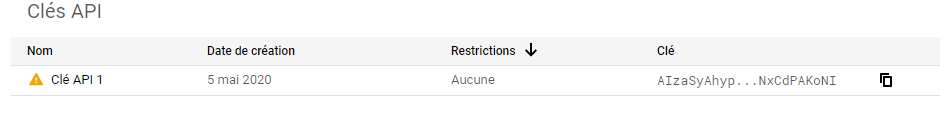 Clés API
Nom Date de création Restrictions Clé
Clé API 1 5 mai 2020 Aucune AIzaSyAhyp...NxCdPAKoNI